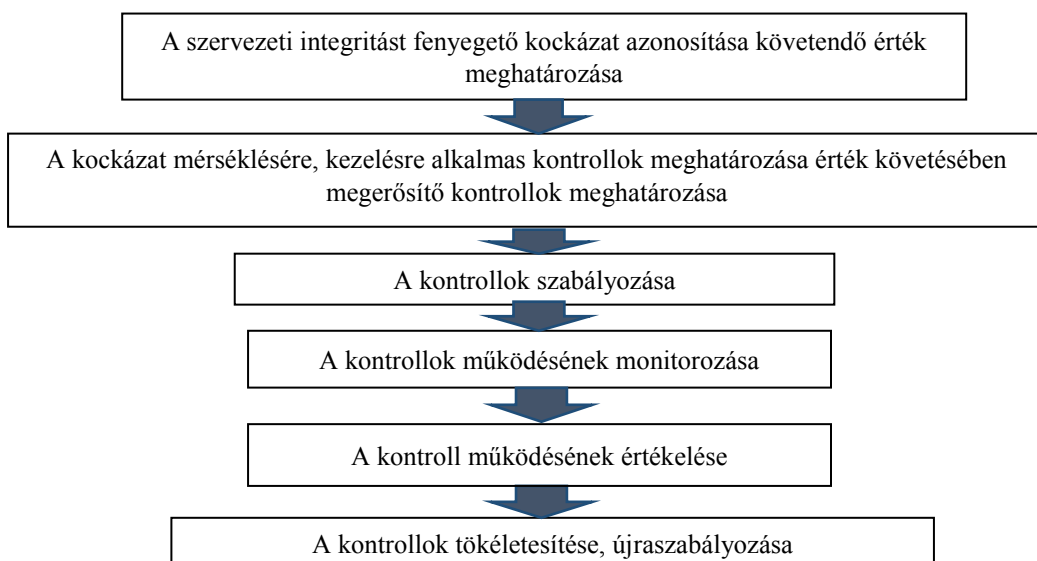 A szervezeti integritást fenyegető kockázat azonosítása követendő érték
meghatározása
A kockázat mérséklésére, kezelésre alkalmas kontrollok meghatározása érték követésében
megerősítő kontrollok meghatározása
A kontrollok szabályozása
A kontrollok működésének monitorozása
A kontroll működésének értékelése
A kontrollok tökéletesítése, újraszabályozása